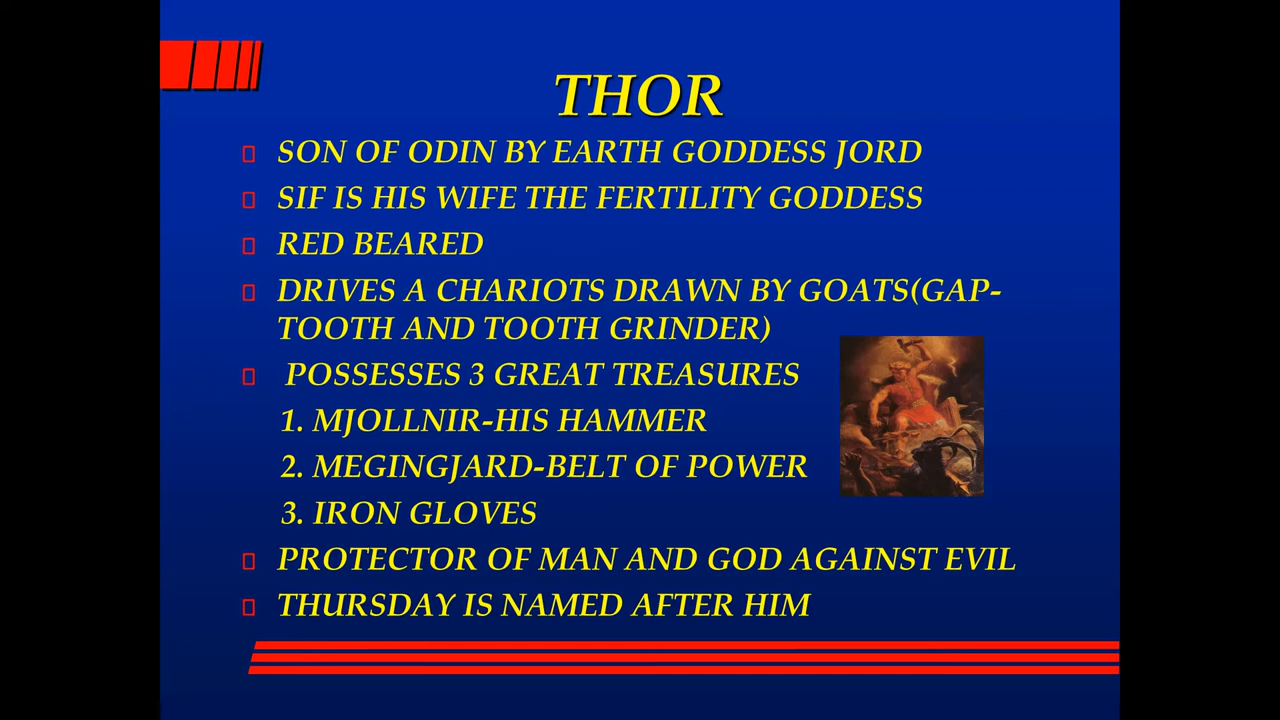 THOR
SON OF ODIN BY EARTH GODDESS JORD
SIF IS HIS WIFE THE FERTILITY GODDESS
RED BEARED
DRIVES A CHARIOTS DRAWN BY GOATS(GAP-
TOOTH AND TOOTH GRINDER)
POSSESSES 3 GREAT TREASURES
1. MJOLLNIR-HIS HAMMER
2. MEGINGJARD-BELT OF POWER
3. IRON GLOVES
PROTECTOR OF MAN AND GOD AGAINST EVIL
THURSDAY IS NAMED AFTER HIM